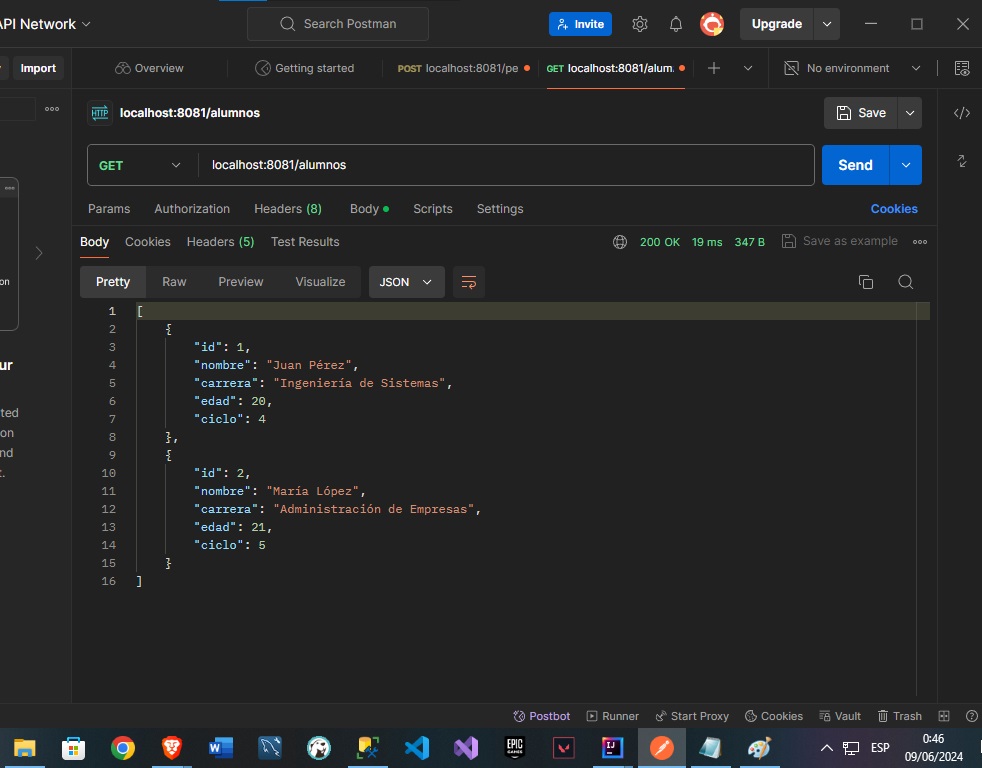 API Network
Search Postman
Invite
Upgrade
Import
Overview
Getting started
POST localhost:8081/pe
GET localhost:8081/alum.
No environment
HTTP localhost:8081/alumnos
Save
GET
localhost:8081/alumnos
Send
Params
Authorization
Headers (8)
Body
Scripts
Settings
Cookies
Body
Cookies
Headers (5)
Test Results
200 OK
19 ms
347 B
Save as example
Pretty
Raw
Preview
Visualize
JSON
on
ur
ted
on
nd
t.
1 [
2 {
3 "id": 1,
4 "nombre": "Juan Pérez",
5 "carrera": "Ingeniería de Sistemas",
6 "edad": 20,
7 "ciclo": 4
8 },
9 {
10 "id": 2,
11 "nombre": "María López",
12 "carrera": "Administración de Empresas",
13 "edad": 21,
14 "ciclo": 5
15 }
16 ]
Postbot
Runner
Start Proxy
Cookies
Vault
Trash
W
EPIC
GAMES
IJ
ESP
0:46
09/06/2024